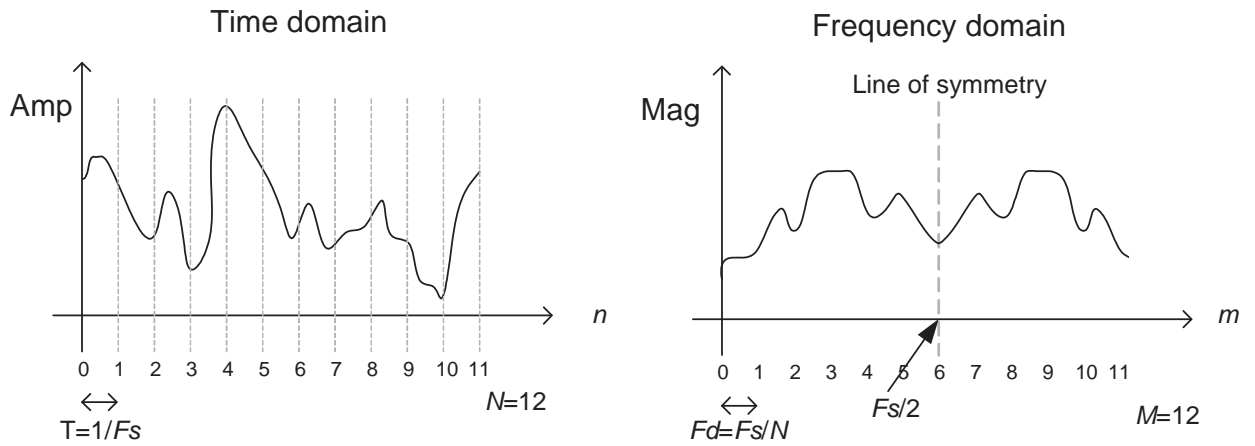 Time domain
Amp
n
0 1 2 3 4 5 6 7 8 9 10 11
N=12
T=1/Fs
Frequency domain
Line of symmetry
Mag
m
0 1 2 3 4 5 6 7 8 9 10 11
Fs/2
Fd=Fs/N
M=12